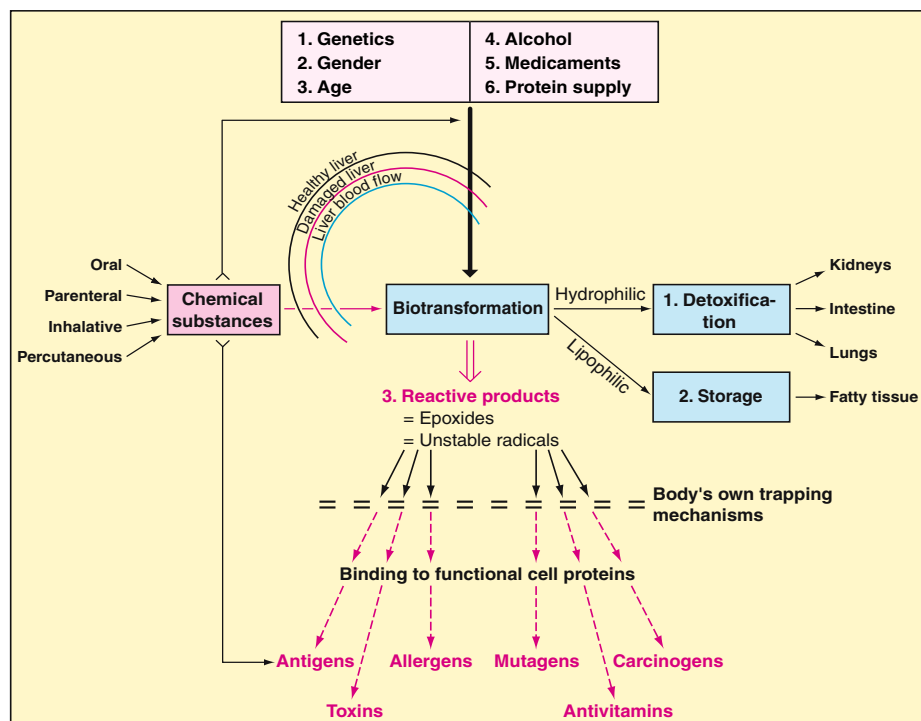 1. Genetics
2. Gender
3. Age
4. Alcohol
5. Medicaments
6. Protein supply
Healthy liver
Damaged liver
Liver blood flow
Oral
Parenteral
Inhalative
Percutaneous
Chemical
substances
Biotransformation
Hydrophilic
Lipophilic
1. Detoxifica-
tion
Kidneys
Intestine
Lungs
2. Storage
Fatty tissue
3. Reactive products
= Epoxides
= Unstable radicals
Body's own trapping
mechanisms
Binding to functional cell proteins
Antigens
Allergens
Mutagens
Carcinogens
Toxins
Antivitamins